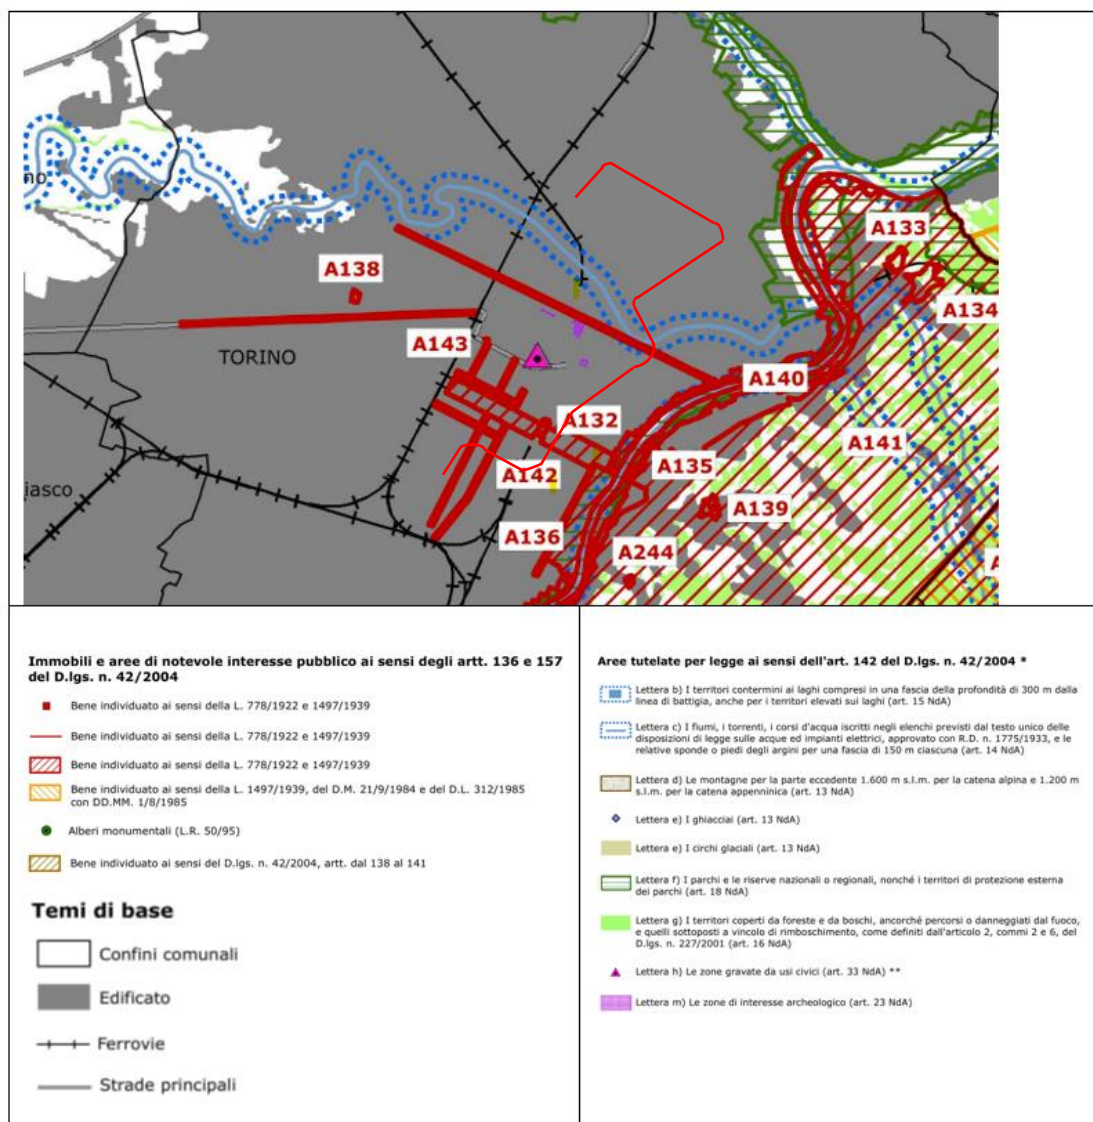 no
A133
A138
A134
A143
TORINO
A140
A132
A141
A142
A135
iasco
A139
A136
A244
A
Immobili e aree di notevole interesse pubblico ai sensi degli artt. 136 e 157
del D.lgs. n. 42/2004
Bene individuato ai sensi della L. 778/1922 e 1497/1939
Bene individuato ai sensi della L. 778/1922 e 1497/1939
Bene individuato ai sensi della L. 778/1922 e 1497/1939
Bene individuato ai sensi della L. 1497/1939, del D.M. 21/9/1984 e del D.L. 312/1985
con DD.MM. 1/8/1985
Alberi monumentali (L.R. 50/95)
Bene individuato ai sensi del D.lgs. n. 42/2004, artt. dal 138 al 141
Temi di base
Confini comunali
Edificato
Ferrovie
Strade principali
Aree tutelate per legge ai sensi dell'art. 142 del D.lgs. n. 42/2004 *
Lettera b) I territori contermini ai laghi compresi in una fascia della profondità di 300 m dalla
linea di battigia, anche per i territori elevati sui laghi (art. 15 NdA)
Lettera c) I fiumi, i torrenti, i corsi d'acqua iscritti negli elenchi previsti dal testo unico delle
disposizioni di legge sulle acque ed impianti elettrici, approvato con R.D. n. 1775/1933, e le
relative sponde o piedi degli argini per una fascia di 150 m ciascuna (art. 14 NdA)
Lettera d) Le montagne per la parte eccedente 1.600 m s.l.m. per la catena alpina e 1.200 m
s.l.m. per la catena appenninica (art. 13 NdA)
Lettera e) I ghiacciai (art. 13 NdA)
Lettera e) I circhi glaciali (art. 13 NdA)
Lettera f) I parchi e le riserve nazionali o regionali, nonché i territori di protezione esterna
dei parchi (art. 18 NdA)
Lettera g) I territori coperti da foreste e da boschi, ancorché percorsi o danneggiati dal fuoco,
e quelli sottoposti a vincolo di rimboschimento, come definiti dall'articolo 2, commi 2 e 6, del
D.lgs. n. 227/2001 (art. 16 NdA)
Lettera h) Le zone gravate da usi civici (art. 33 NdA) **
Lettera m) Le zone di interesse archeologico (art. 23 NdA)